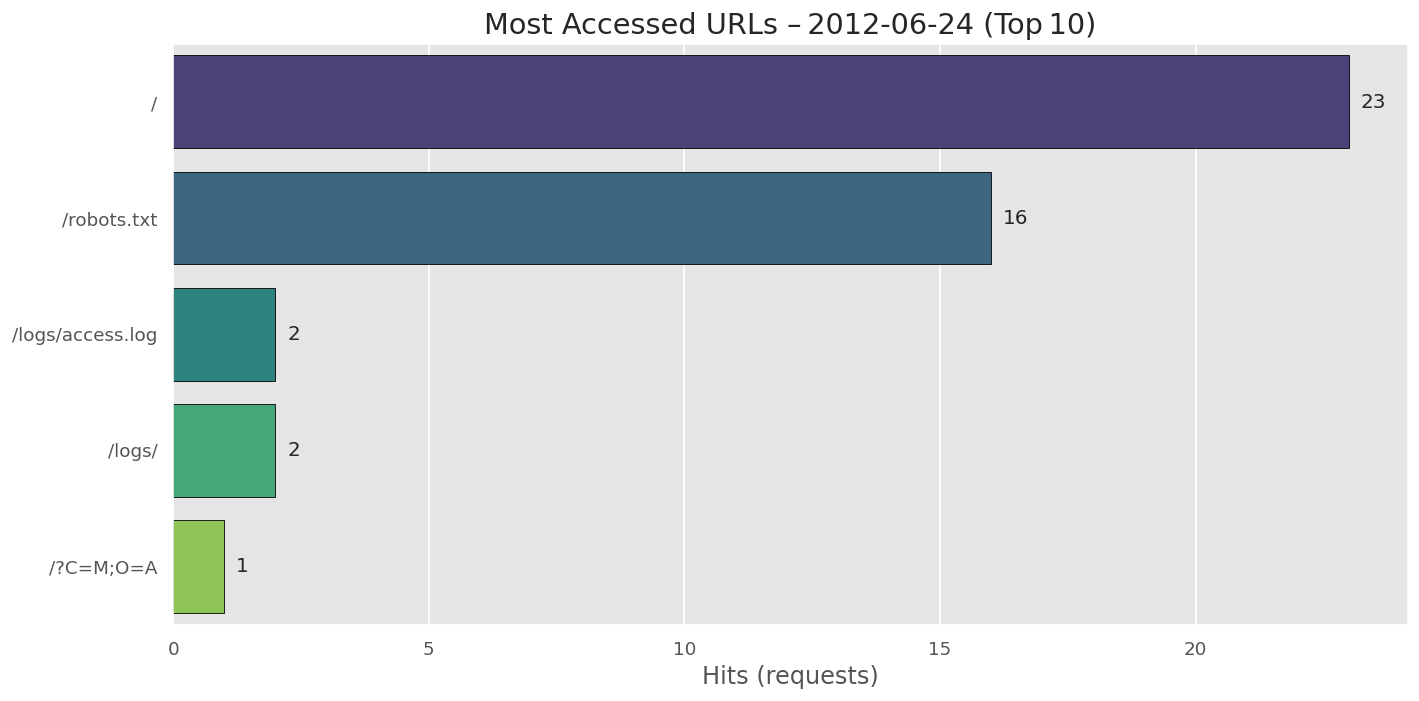 Most Accessed URLs – 2012-06-24 (Top 10)
/
23
/robots.txt
16
/logs/access.log
2
/logs/
2
/?C=M;O=A
1
0
5
10
15
20
Hits (requests)